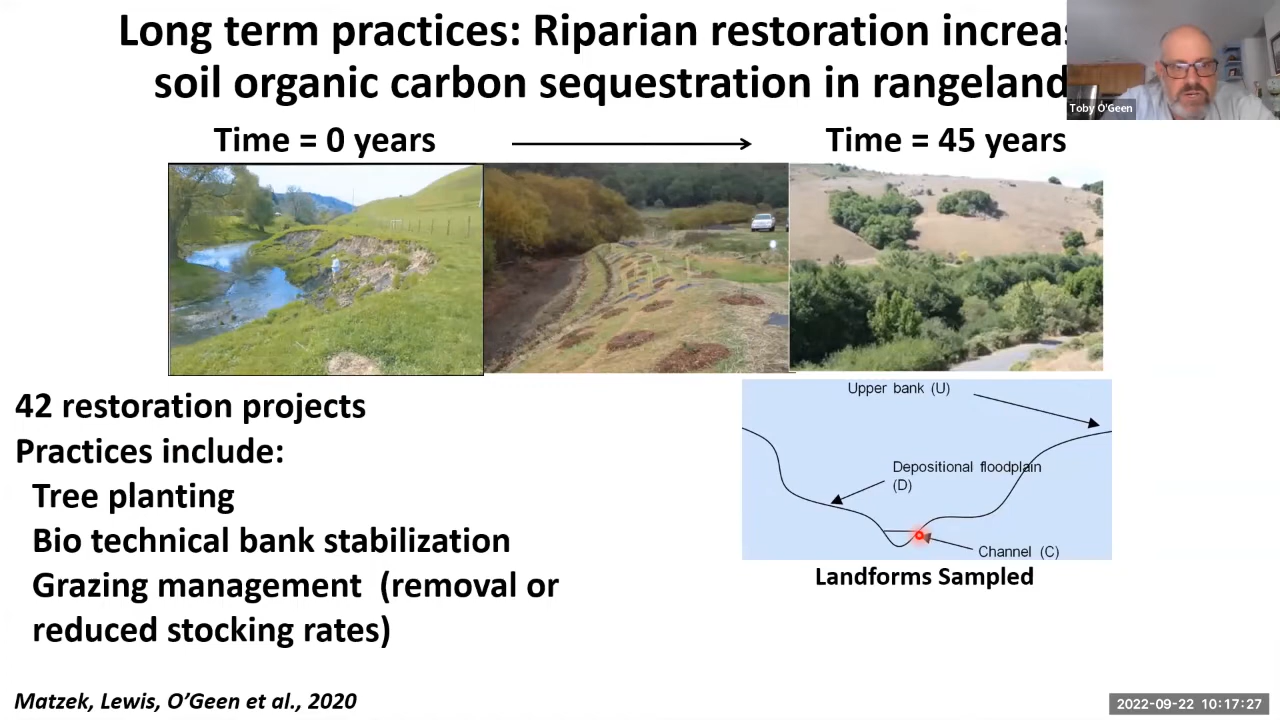 Long term practices: Riparian restoration
soil organic carbon sequestration in rangeland
Toby O'Geen
Time = 0 years
Time = 45 years
42 restoration projects
Practices include:
Tree planting
Bio technical bank stabilization
Grazing management (removal or
reduced stocking rates)
Upper bank (U)
Depositional floodplain
(D)
Channel (C)
Landforms Sampled
Matzek, Lewis, O'Geen et al., 2020
2022-09-22 10:17:27